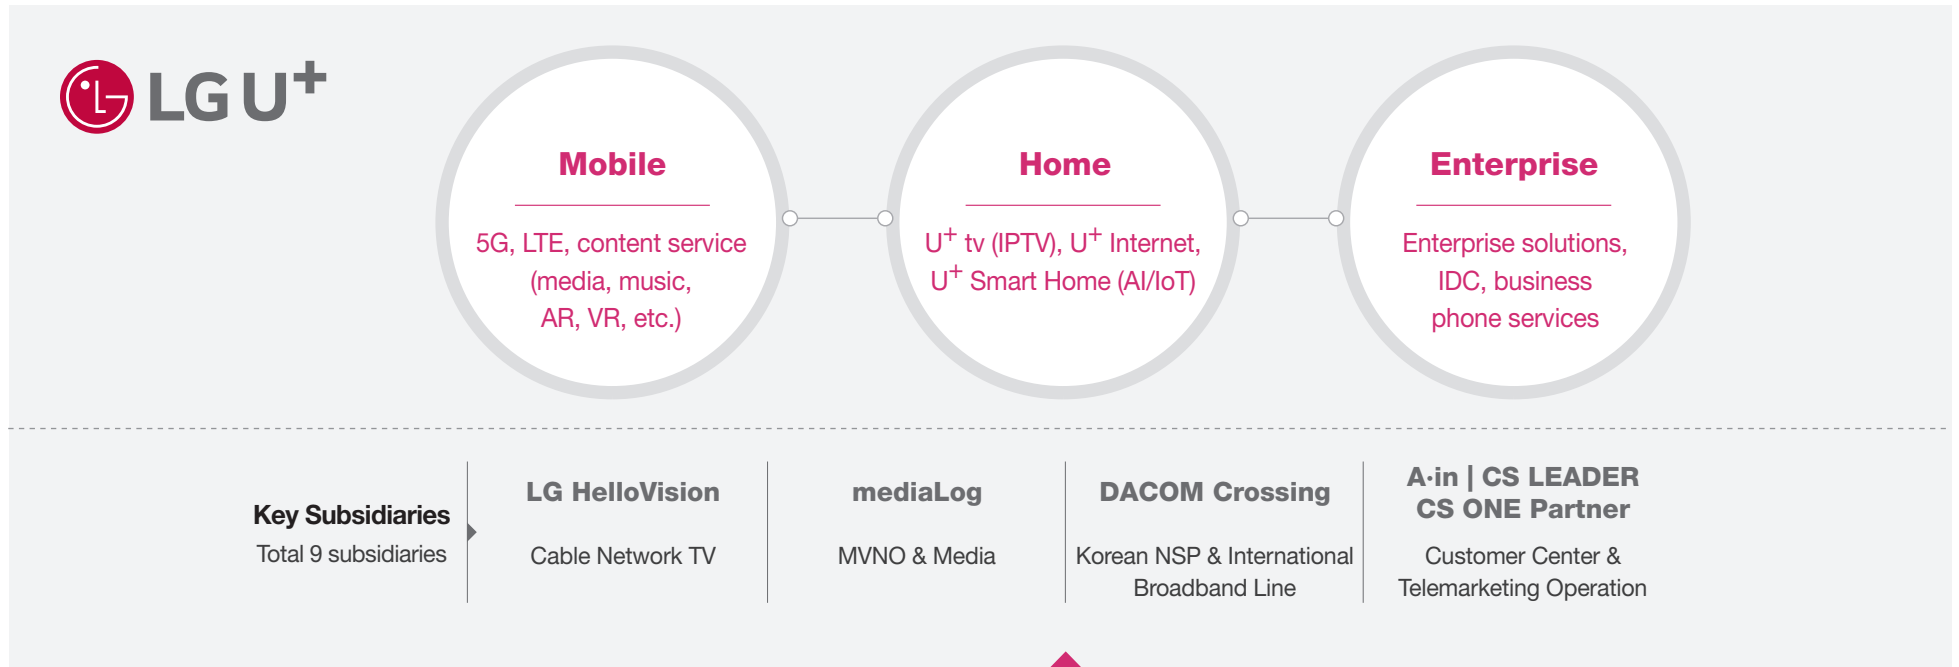 LG U+
Mobile
5G, LTE, content service
(media, music,
AR, VR, etc.)
Home
U+ tv (IPTV), U+ Internet,
U+ Smart Home (AI/IoT)
Enterprise
Enterprise solutions,
IDC, business
phone services
Key Subsidiaries
Total 9 subsidiaries
LG HelloVision
Cable Network TV
mediaLog
MVNO & Media
DACOM Crossing
Korean NSP & International
Broadband Line
A·in | CS LEADER
CS ONE Partner
Customer Center &
Telemarketing Operation